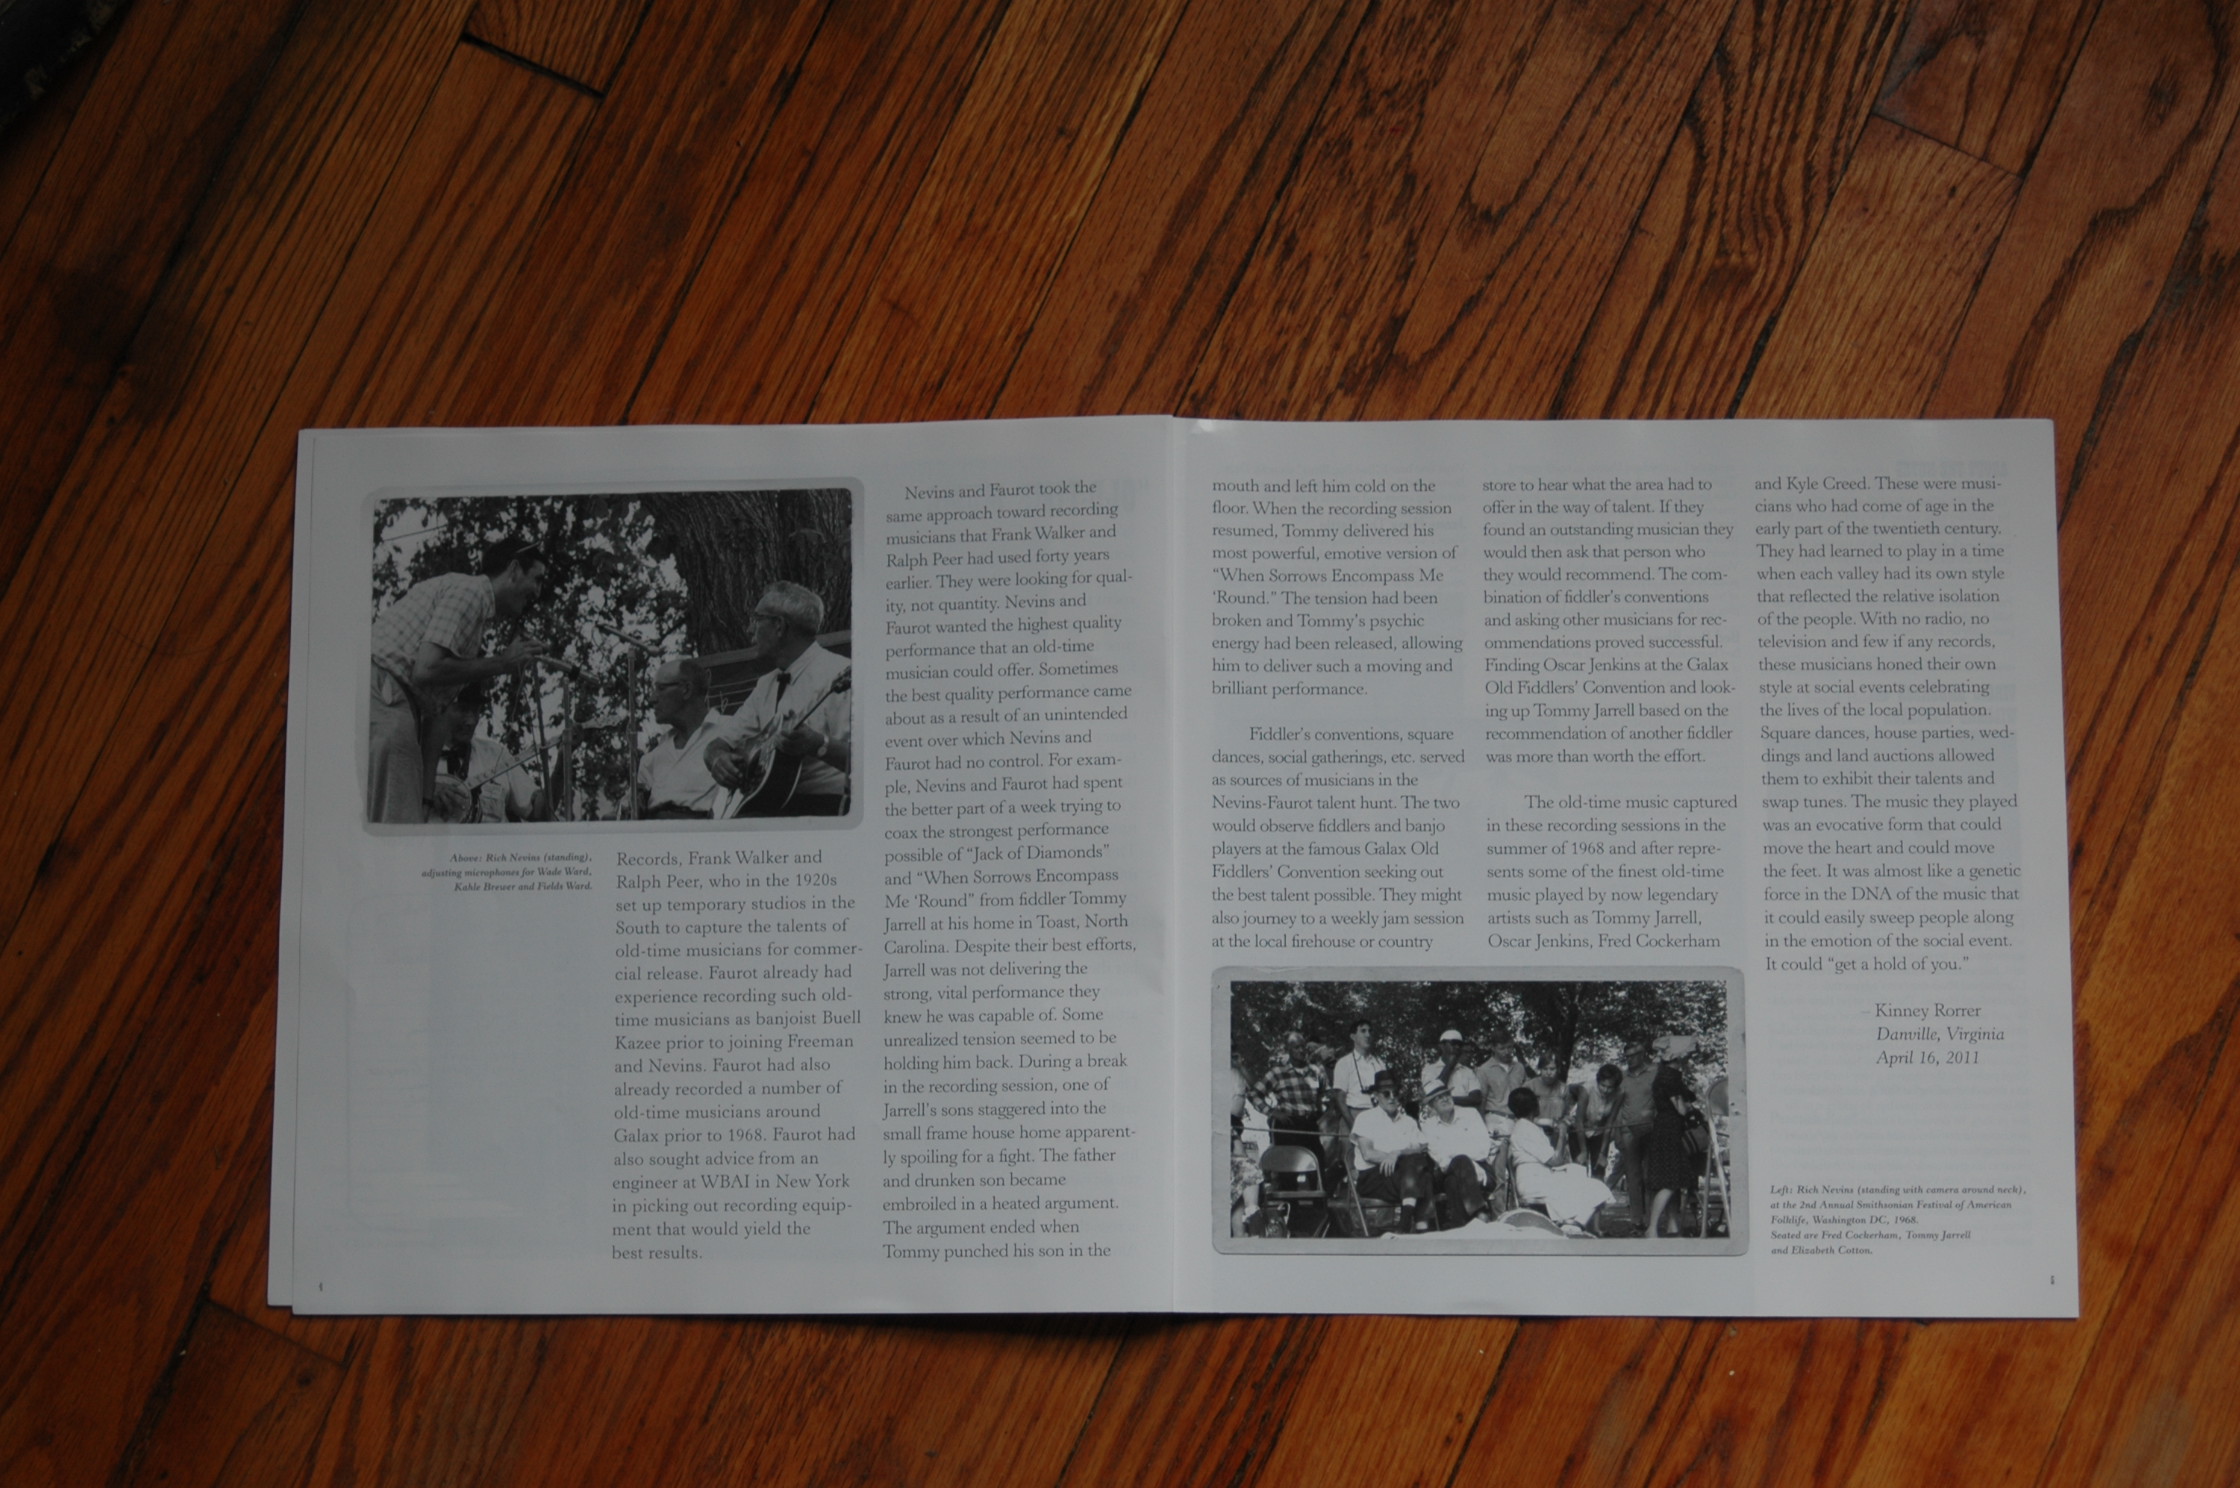 Above: Rich Nevins (standing),
adjusting microphones for Wade Ward,
Kahle Brewer and Fields Ward.
Records, Frank Walker and
Ralph Peer, who in the 1920s
set up temporary studios in the
South to capture the talents of
old-time musicians for commer-
cial release. Faurot already had
experience recording such old-
time musicians as banjoist Buell
Kazee prior to joining Freeman
and Nevins. Faurot had also
already recorded a number of
old-time musicians around
Galax prior to 1968. Faurot had
also sought advice from an
engineer at WBAI in New York
in picking out recording equip-
ment that would yield the
best results.
Nevins and Faurot took the
same approach toward recording
musicians that Frank Walker and
Ralph Peer had used forty years
earlier. They were looking for qual-
ity, not quantity. Nevins and
Faurot wanted the highest quality
performance that an old-time
musician could offer. Sometimes
the best quality performance came
about as a result of an unintended
event over which Nevins and
Faurot had no control. For exam-
ple, Nevins and Faurot had spent
the better part of a week trying to
coax the strongest performance
possible of “Jack of Diamonds”
and “When Sorrows Encompass
Me ‘Round” from fiddler Tommy
Jarrell at his home in Toast, North
Carolina. Despite their best efforts,
Jarrell was not delivering the
strong, vital performance they
knew he was capable of. Some
unrealized tension seemed to be
holding him back. During a break
in the recording session, one of
Jarrell's sons staggered into the
small frame house home apparent-
ly spoiling for a fight. The father
and drunken son became
embroiled in a heated argument.
The argument ended when
Tommy punched his son in the
4
mouth and left him cold on the
floor. When the recording session
resumed, Tommy delivered his
most powerful, emotive version of
“When Sorrows Encompass Me
‘Round.” The tension had been
broken and Tommy’s psychic
energy had been released, allowing
him to deliver such a moving and
brilliant performance.
Fiddler’s conventions, square
dances, social gatherings, etc. served
as sources of musicians in the
Nevins-Faurot talent hunt. The two
would observe fiddlers and banjo
players at the famous Galax Old
Fiddlers’ Convention seeking out
the best talent possible. They might
also journey to a weekly jam session
at the local firehouse or country
store to hear what the area had to
offer in the way of talent. If they
found an outstanding musician they
would then ask that person who
they would recommend. The com-
bination of fiddler’s conventions
and asking other musicians for rec-
ommendations proved successful.
Finding Oscar Jenkins at the Galax
Old Fiddlers’ Convention and look-
ing up Tommy Jarrell based on the
recommendation of another fiddler
was more than worth the effort.
The old-time music captured
in these recording sessions in the
summer of 1968 and after repre-
sents some of the finest old-time
music played by now legendary
artists such as Tommy Jarrell,
Oscar Jenkins, Fred Cockerham
and Kyle Creed. These were musi-
cians who had come of age in the
early part of the twentieth century.
They had learned to play in a time
when each valley had its own style
that reflected the relative isolation
of the people. With no radio, no
television and few if any records,
these musicians honed their own
style at social events celebrating
the lives of the local population.
Square dances, house parties, wed-
dings and land auctions allowed
them to exhibit their talents and
swap tunes. The music they played
was an evocative form that could
move the heart and could move
the feet. It was almost like a genetic
force in the DNA of the music that
it could easily sweep people along
in the emotion of the social event.
It could “get a hold of you.”
– Kinney Rorrer
Danville, Virginia
April 16, 2011
Left: Rich Nevins (standing with camera around neck),
at the 2nd Annual Smithsonian Festival of American
Folklife, Washington DC, 1968.
Seated are Fred Cockerham, Tommy Jarrell
and Elizabeth Cotton.